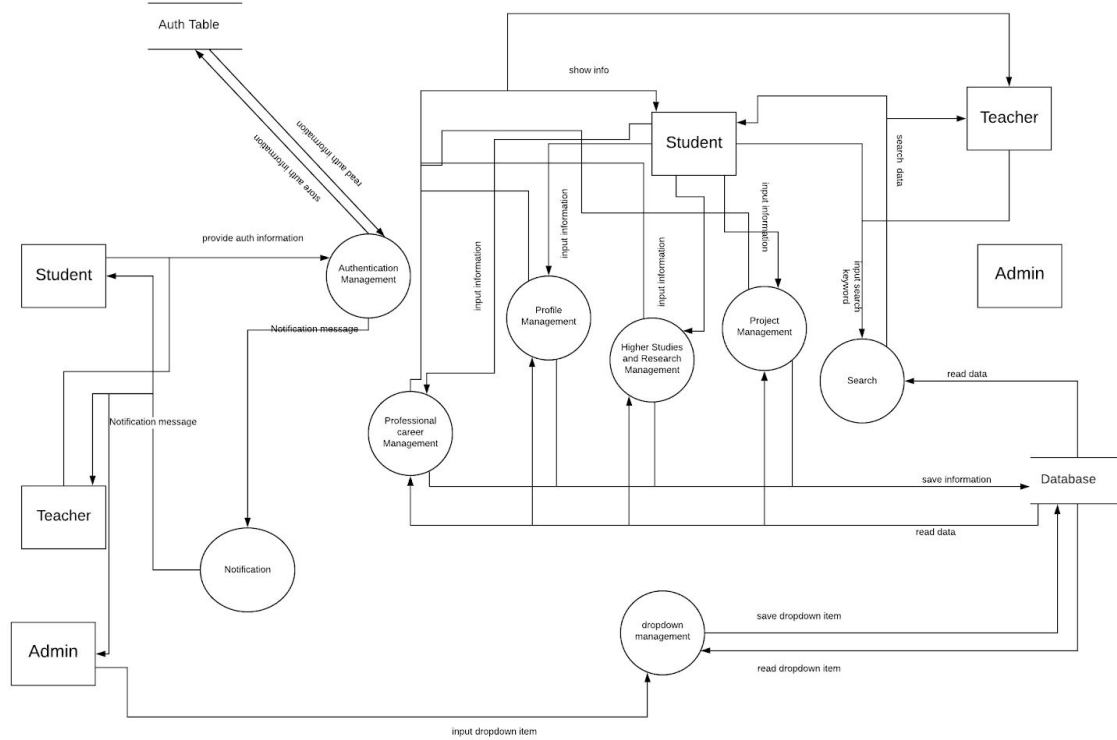 Auth Table
show info
Teacher
Student
search data
read auth information
store auth information
input information
input information
input information
input information
provide auth information
Student
Authentication
Management
Admin
input search
keyword
Profile
Management
Project
Management
Notification message
Higher Studies
and Research
Management
Search
read data
Professional
career
Management
Notification message
save information
Database
Teacher
read data
Notification
dropdown
management
save dropdown item
Admin
read dropdown item
input dropdown item